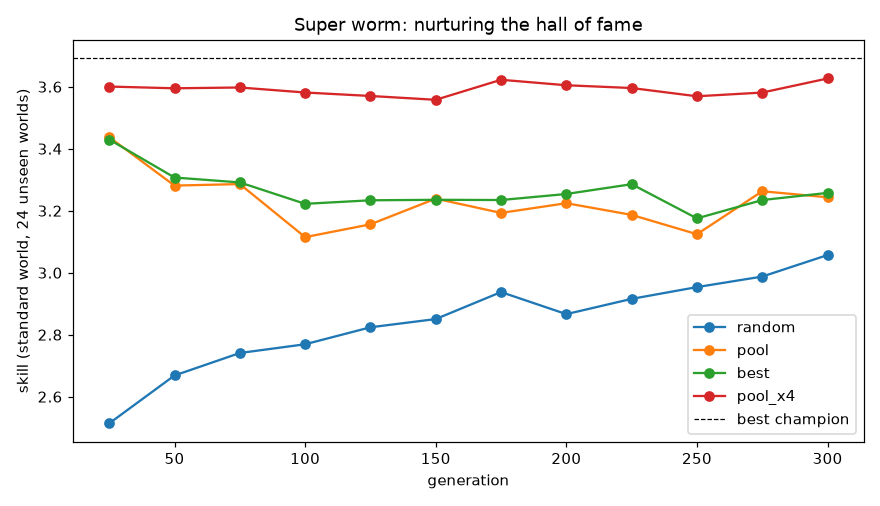 Super worm: nurturing the hall of fame
skill (standard world, 24 unseen worlds)
3.6
3.4
3.2
3.0
2.8
2.6
random
pool
best
pool_x4
best champion
50
100
150
200
250
300
generation